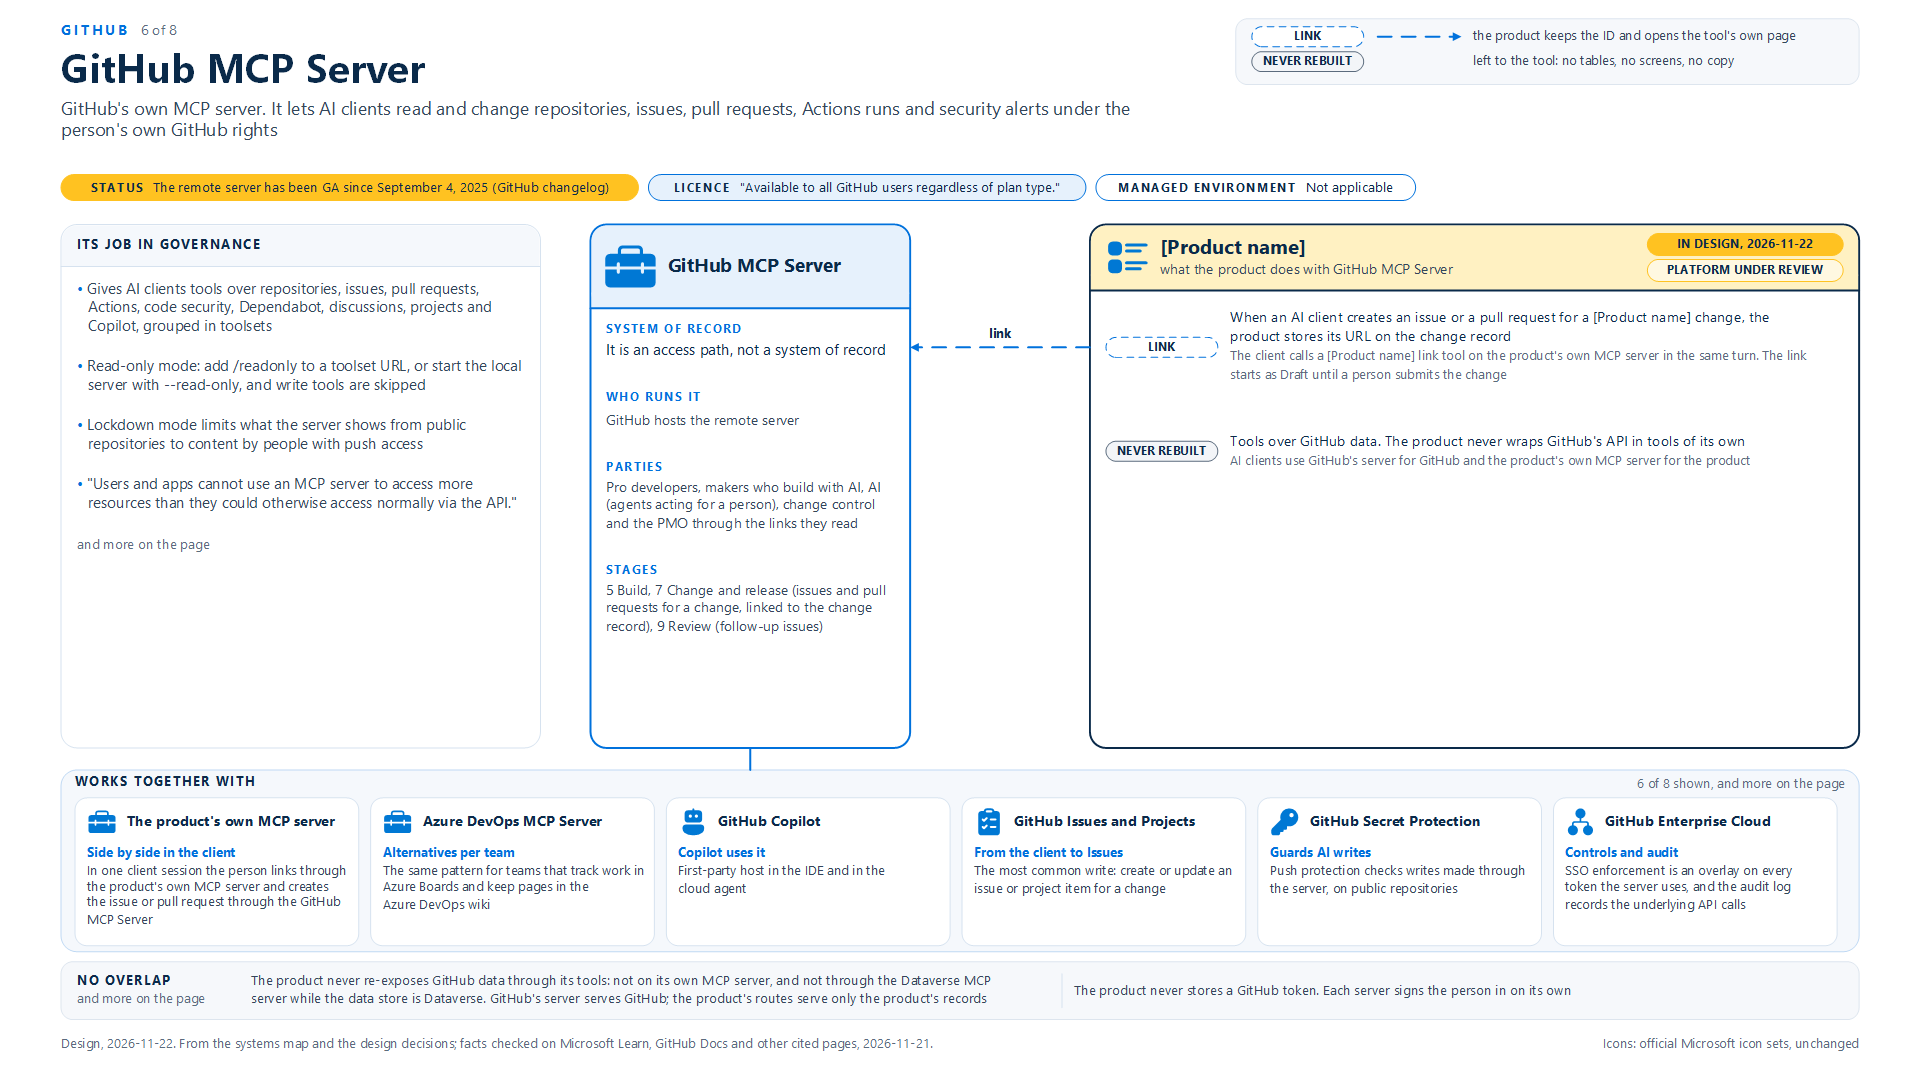 GITHUB 6 of 8
GitHub MCP Server
GitHub's own MCP server. It lets AI clients read and change repositories, issues, pull requests, Actions runs and security alerts under the
person's own GitHub rights
LINK the product keeps the ID and opens the tool's own page
NEVER REBUILT left to the tool: no tables, no screens, no copy
STATUS The remote server has been GA since September 4, 2025 (GitHub changelog)
LICENCE "Available to all GitHub users regardless of plan type."
MANAGED ENVIRONMENT Not applicable
ITS JOB IN GOVERNANCE
• Gives AI clients tools over repositories, issues, pull requests,
Actions, code security, Dependabot, discussions, projects and
Copilot, grouped in toolsets
• Read-only mode: add /readonly to a toolset URL, or start the local
server with --read-only, and write tools are skipped
• Lockdown mode limits what the server shows from public
repositories to content by people with push access
• "Users and apps cannot use an MCP server to access more
resources than they could otherwise access normally via the API."
and more on the page
GitHub MCP Server
SYSTEM OF RECORD
It is an access path, not a system of record
WHO RUNS IT
GitHub hosts the remote server
PARTIES
Pro developers, makers who build with AI, AI
(agents acting for a person), change control
and the PMO through the links they read
STAGES
5 Build, 7 Change and release (issues and pull
requests for a change, linked to the change
record), 9 Review (follow-up issues)
link
[Product name]
what the product does with GitHub MCP Server
IN DESIGN, 2026-11-22
PLATFORM UNDER REVIEW
LINK
When an AI client creates an issue or a pull request for a [Product name] change, the
product stores its URL on the change record
The client calls a [Product name] link tool on the product's own MCP server in the same turn. The link
starts as Draft until a person submits the change
NEVER REBUILT
Tools over GitHub data. The product never wraps GitHub's API in tools of its own
AI clients use GitHub's server for GitHub and the product's own MCP server for the product
WORKS TOGETHER WITH
6 of 8 shown, and more on the page
The product's own MCP server
Side by side in the client
In one client session the person links through
the product's own MCP server and creates
the issue or pull request through the GitHub
MCP Server
Azure DevOps MCP Server
Alternatives per team
The same pattern for teams that track work in
Azure Boards and keep pages in the
Azure DevOps wiki
GitHub Copilot
Copilot uses it
First-party host in the IDE and in the
cloud agent
GitHub Issues and Projects
From the client to Issues
The most common write: create or update an
issue or project item for a change
GitHub Secret Protection
Guards AI writes
Push protection checks writes made through
the server, on public repositories
GitHub Enterprise Cloud
Controls and audit
SSO enforcement is an overlay on every
token the server uses, and the audit log
records the underlying API calls
NO OVERLAP
and more on the page
The product never re-exposes GitHub data through its tools: not on its own MCP server, and not through the Dataverse MCP
server while the data store is Dataverse. GitHub's server serves GitHub; the product's routes serve only the product's records
The product never stores a GitHub token. Each server signs the person in on its own
Design, 2026-11-22. From the systems map and the design decisions; facts checked on Microsoft Learn, GitHub Docs and other cited pages, 2026-11-21.
Icons: official Microsoft icon sets, unchanged